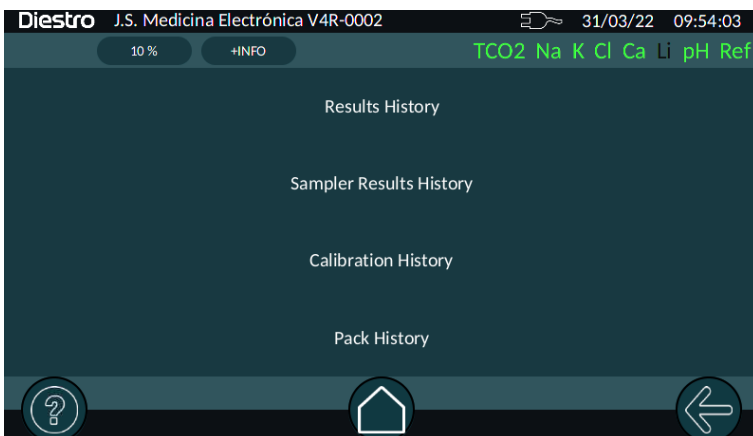 Diestro J.S. Medicina Electrónica V4R-0002 31/03/22 09:54:03
10 % +INFO TCO2 Na K Cl Ca Li pH Ref
Results History
Sampler Results History
Calibration History
Pack History
?